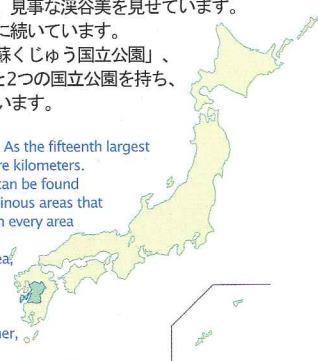 見事な渓谷美を見せています。
に続いています。
蘇くじゅう国立公園」、
と2つの国立公園を持ち、
います。
As the fifteenth largest
re kilometers.
can be found
inous areas that
n every area
ea,
er,